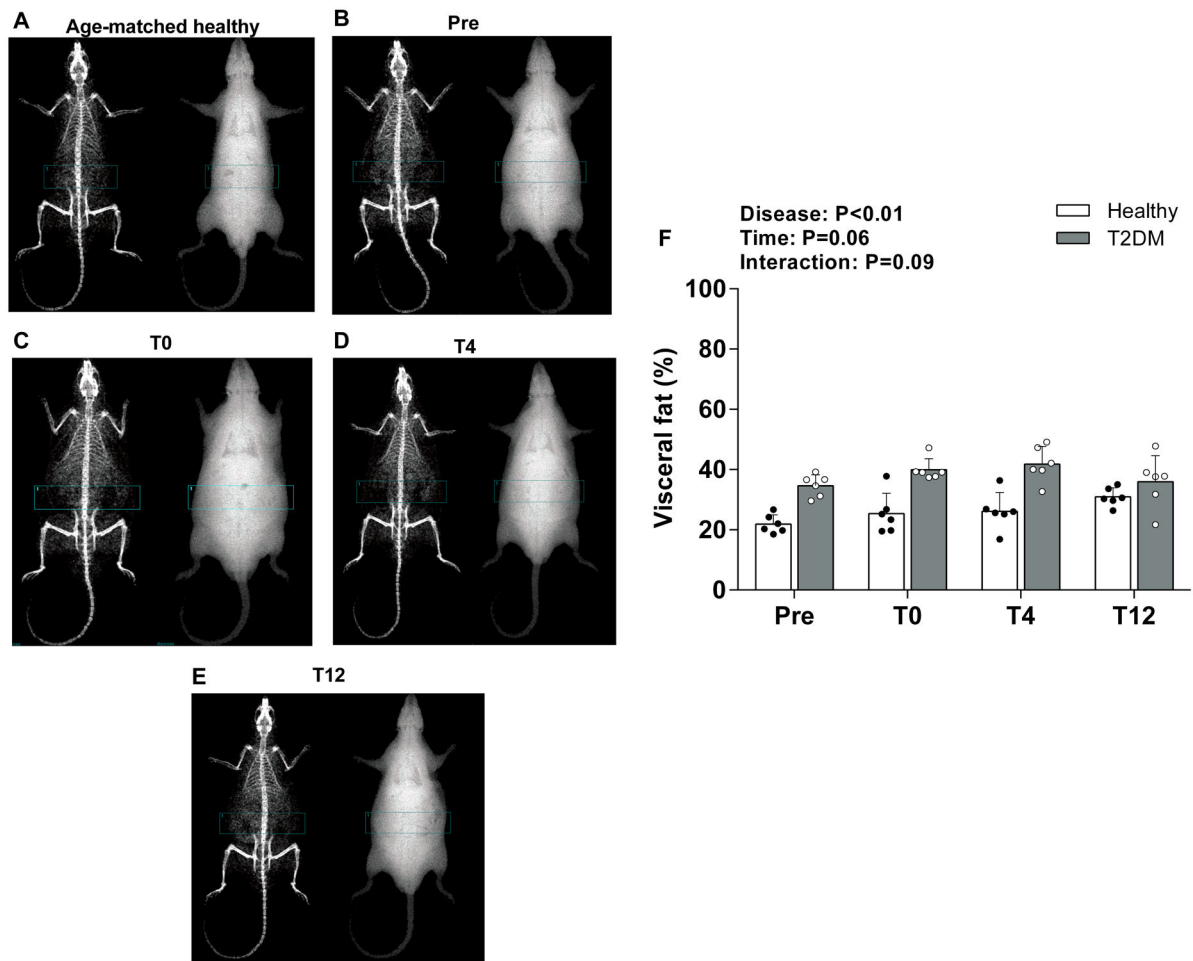 A
Age-matched healthy
B
Pre
C
T0
D
T4
E
T12
F
Disease: P<0.01
Time: P=0.06
Interaction: P=0.09
Healthy
T2DM
Visceral fat (%)
100
80
60
40
20
0
Pre T0 T4 T12